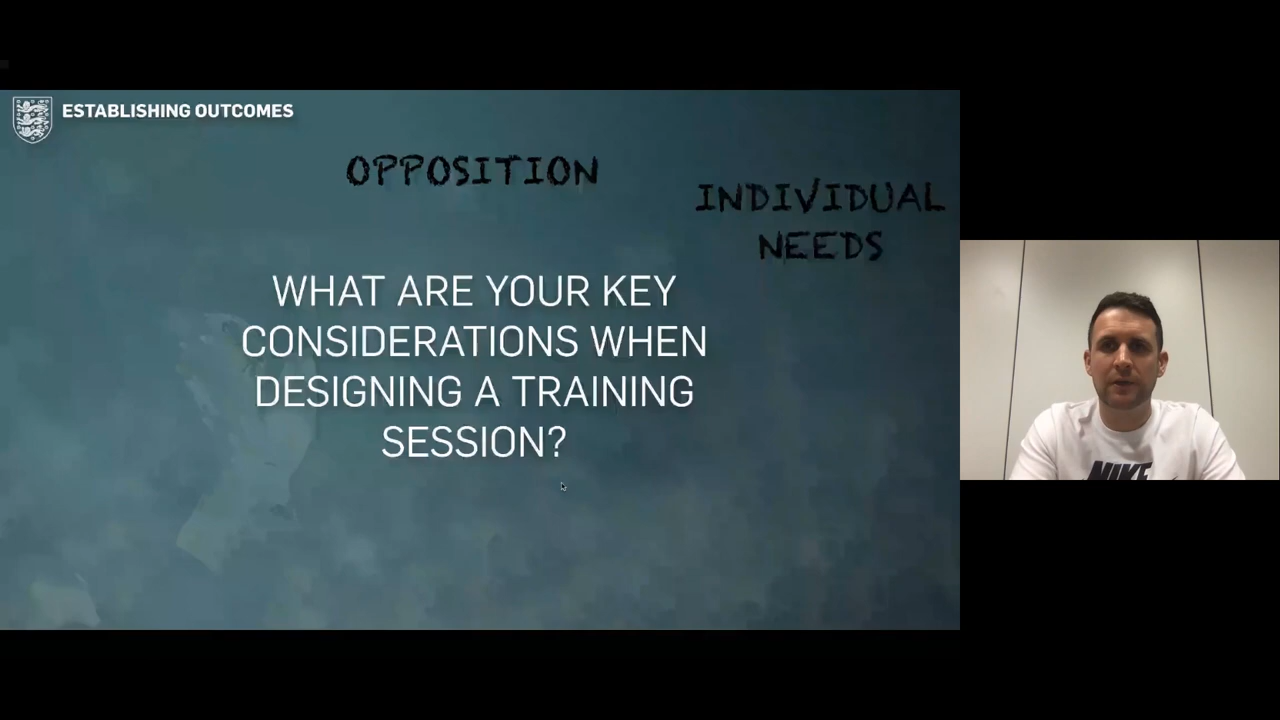 ESTABLISHING OUTCOMES
OPPOSITION
INDIVIDUAL
NEEDS
WHAT ARE YOUR KEY
CONSIDERATIONS WHEN
DESIGNING A TRAINING
SESSION?
NIKE